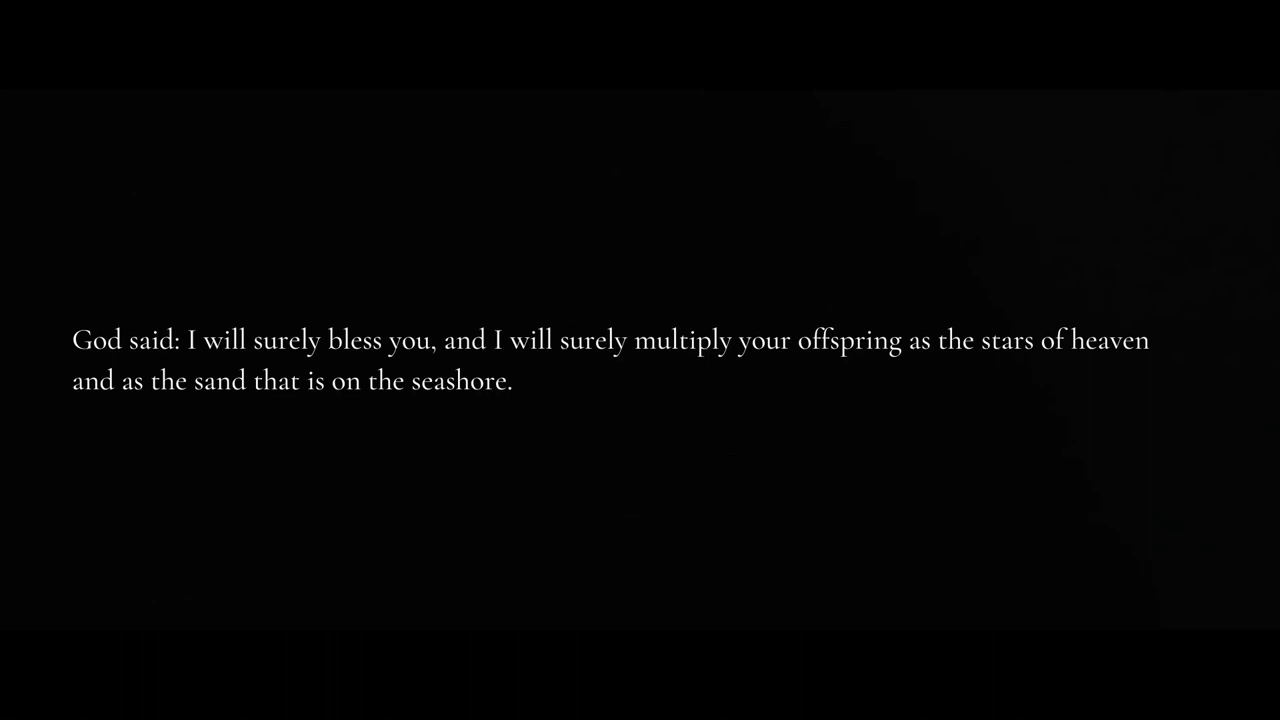 God said: I will surely bless you, and I will surely multiply your offspring as the stars of heaven
and as the sand that is on the seashore.